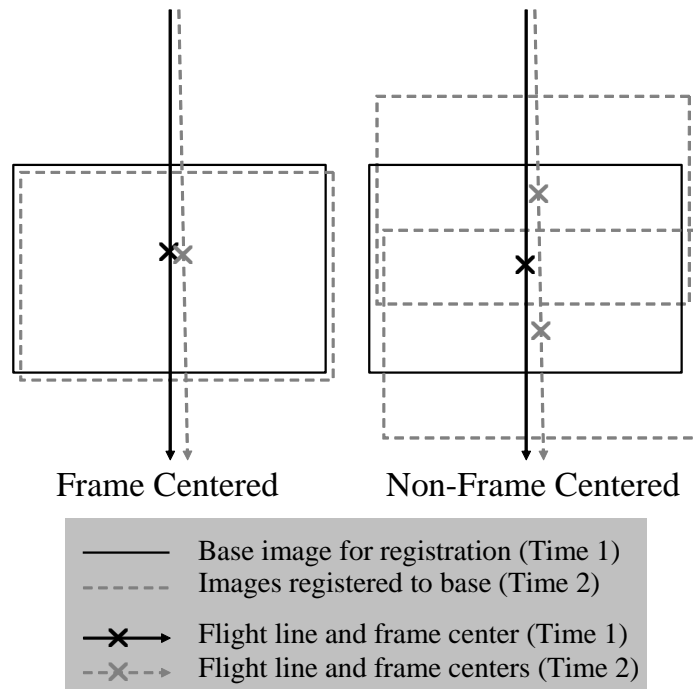 Frame Centered
Non-Frame Centered
Base image for registration (Time 1)
Images registered to base (Time 2)
Flight line and frame center (Time 1)
Flight line and frame centers (Time 2)